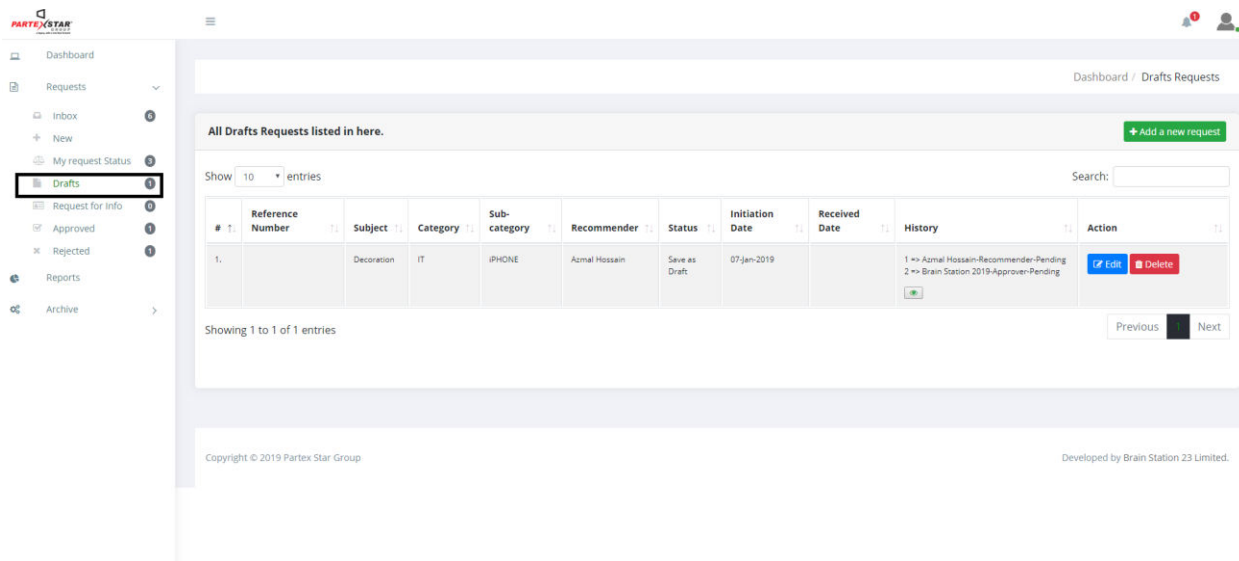 PARTEX STAR
GROUP
1
Dashboard
Requests
Inbox 6
New
My request Status 3
Drafts 1
Request for Info 0
Approved 1
Rejected 1
Reports
Archive
Dashboard / Drafts Requests
All Drafts Requests listed in here.
+ Add a new request
Show 10 entries
Search:
# Reference Number Subject Category Sub-category Recommender Status Initiation Date Received Date History Action
1. Decoration IT iPHONE Azmal Hossain Save as Draft 07-Jan-2019
1 => Azmal Hossain-Recommender-Pending
2 => Brain Station 2019-Approver-Pending
Edit Delete
Showing 1 to 1 of 1 entries
Previous 1 Next
Copyright © 2019 Partex Star Group
Developed by Brain Station 23 Limited.